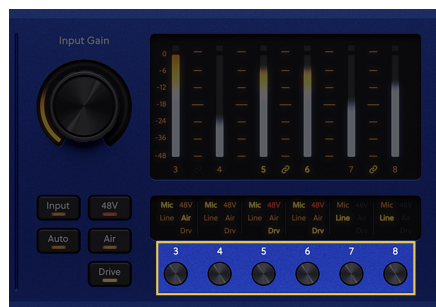 Input Gain
0
-6
-12
-18
-24
-36
-48
3 4 5 6 7 8
Input 48V
Auto Air
Drive
Mic 48V Mic 48V Mic 48V Mic 48V Mic 48V Mic 48V
Line Air Line Air Line Air Line Air Line Air Line Air
Drv Drv Drv Drv Drv Drv
3 4 5 6 7 8